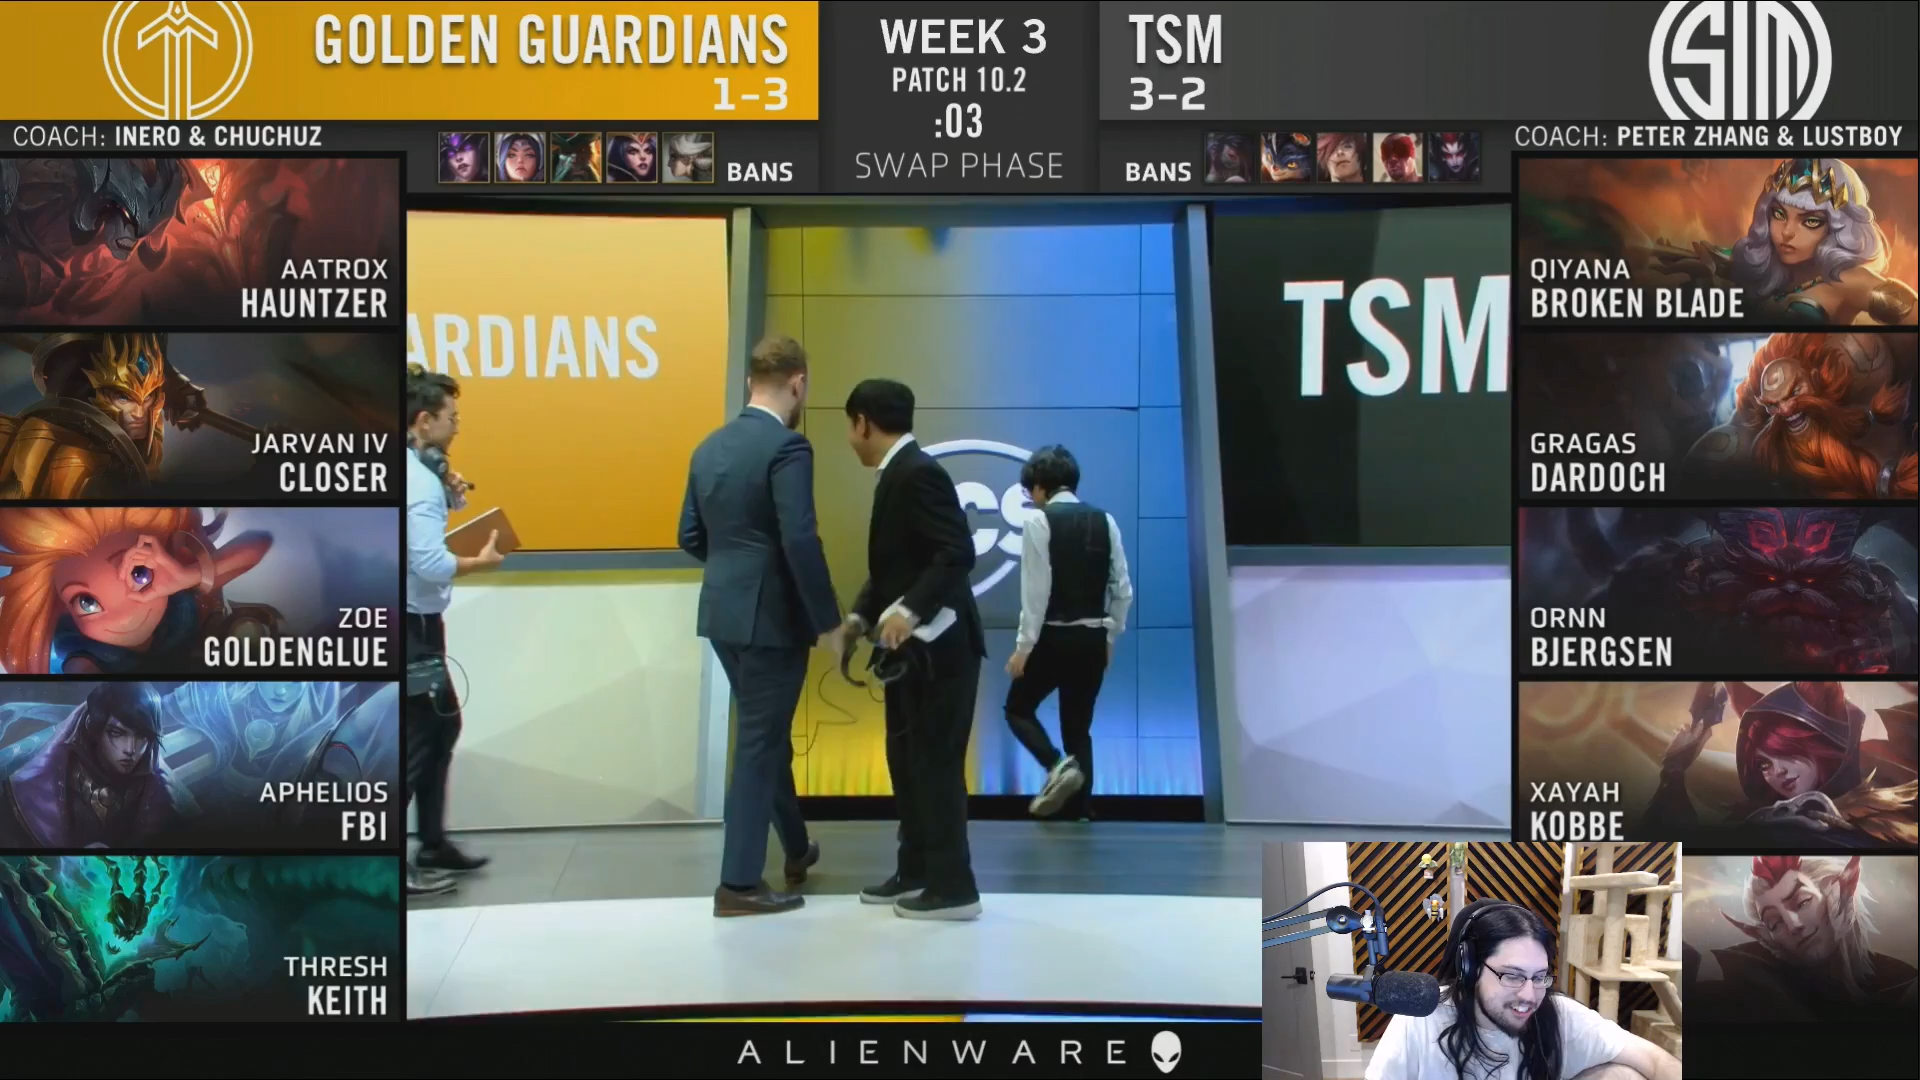 GOLDEN GUARDIANS
1-3
WEEK 3
PATCH 10.2
:03
SWAP PHASE
TSM
3-2
COACH: INERO & CHUCHUZ
BANS
BANS
COACH: PETER ZHANG & LUSTBOY
AATROX
HAUNTZER
JARVAN IV
CLOSER
ZOE
GOLDENGLUE
APHELIOS
FBI
THRESH
KEITH
ARDIANS
TSM
CS
QIYANA
BROKEN BLADE
GRAGAS
DARDOCH
ORNN
BJERGSEN
XAYAH
KOBBE
ALIENWARE